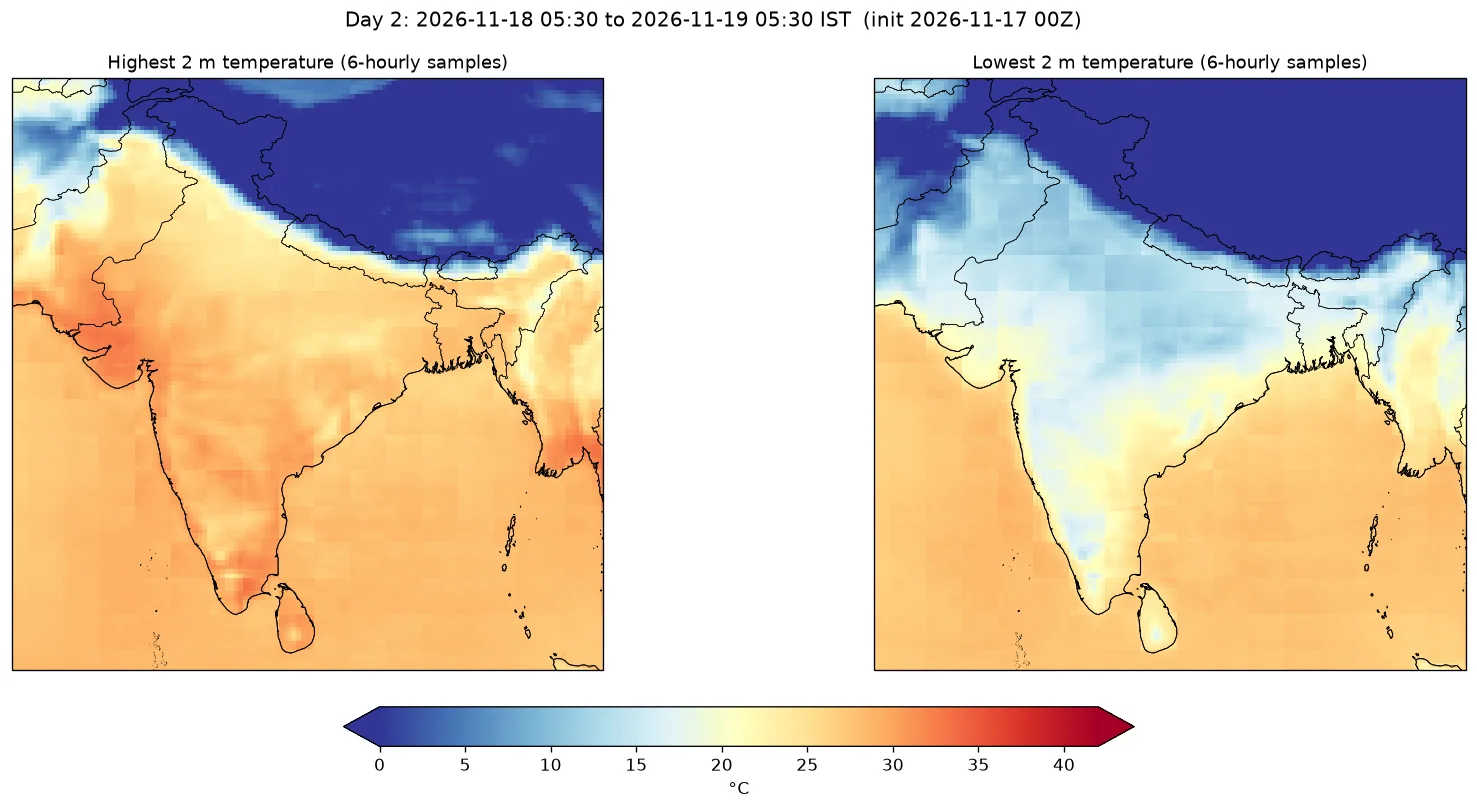 Day 2: 2026-11-18 05:30 to 2026-11-19 05:30 IST (init 2026-11-17 00Z)
Highest 2 m temperature (6-hourly samples)
Lowest 2 m temperature (6-hourly samples)
0 5 10 15 20 25 30 35 40
°C